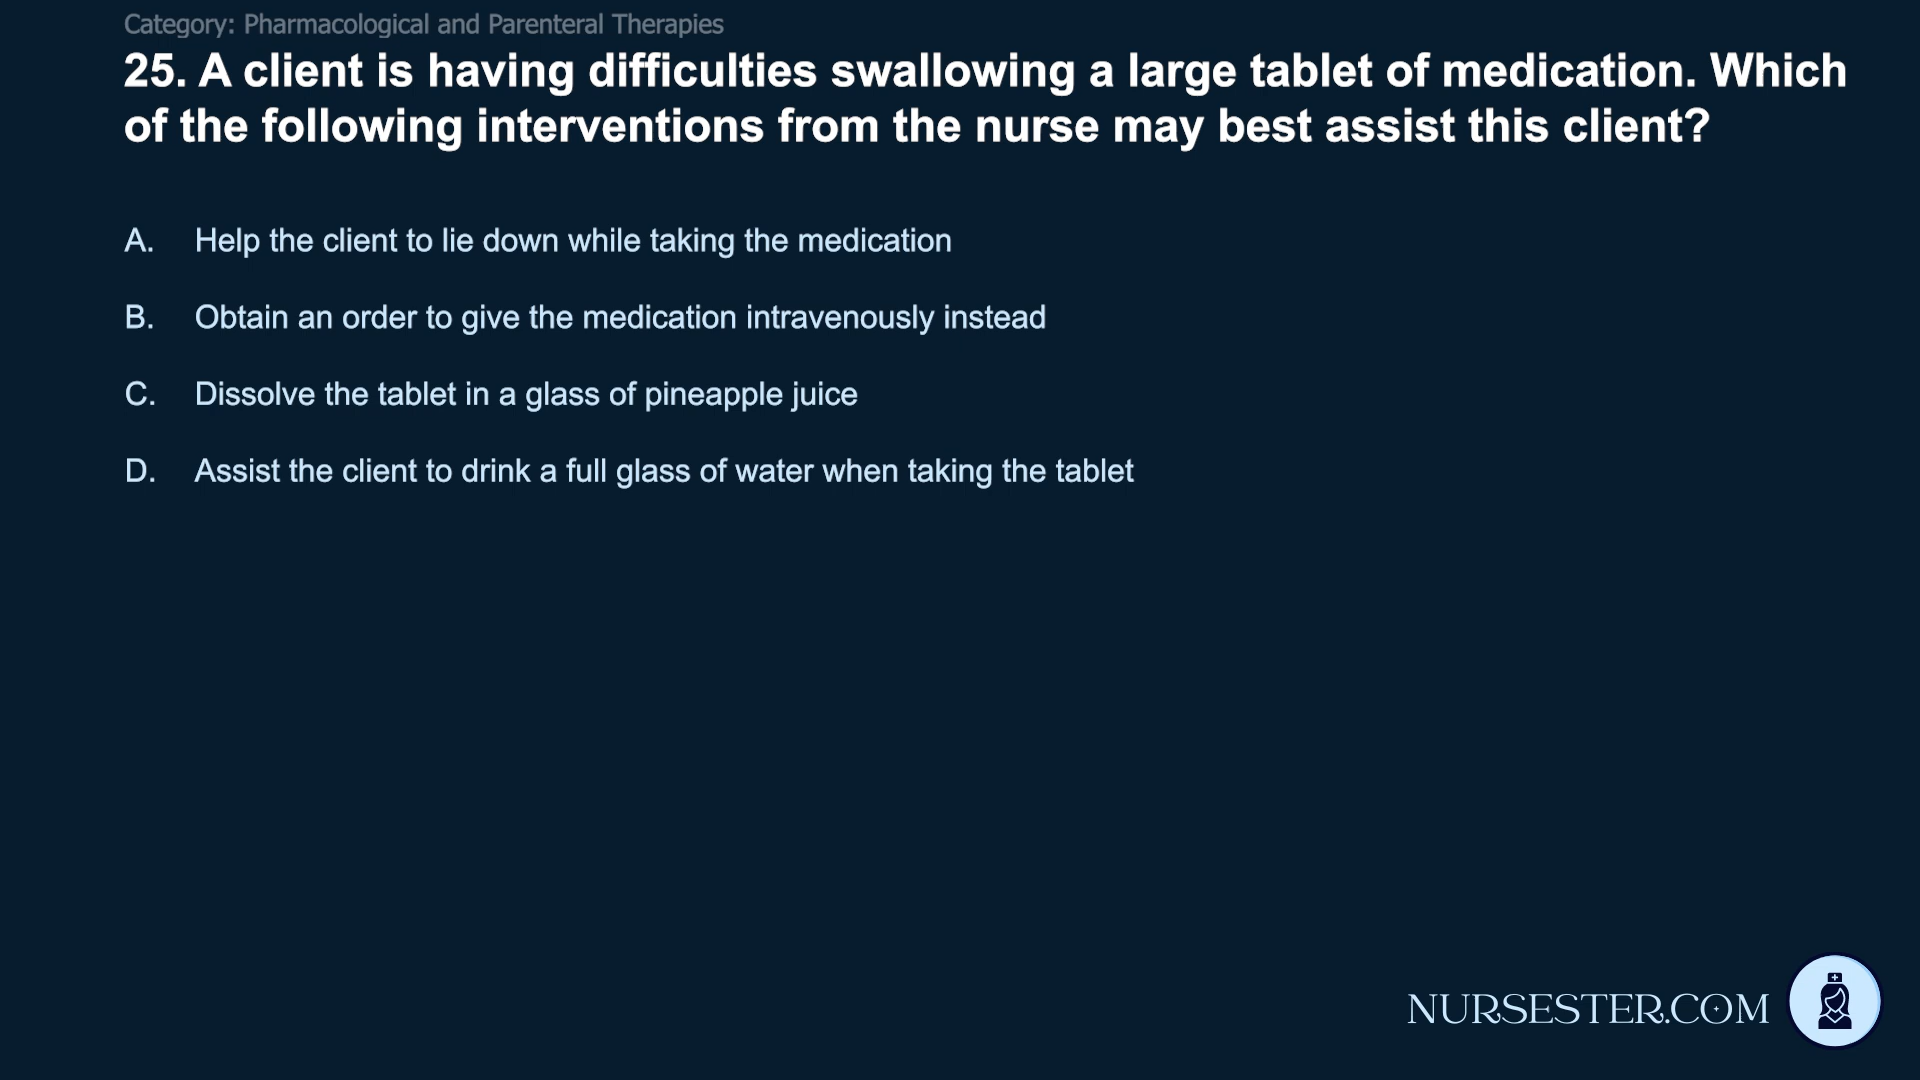 Category: Pharmacological and Parenteral Therapies
25. A client is having difficulties swallowing a large tablet of medication. Which
of the following interventions from the nurse may best assist this client?
A. Help the client to lie down while taking the medication
B. Obtain an order to give the medication intravenously instead
C. Dissolve the tablet in a glass of pineapple juice
D. Assist the client to drink a full glass of water when taking the tablet
NURSESTER.COM